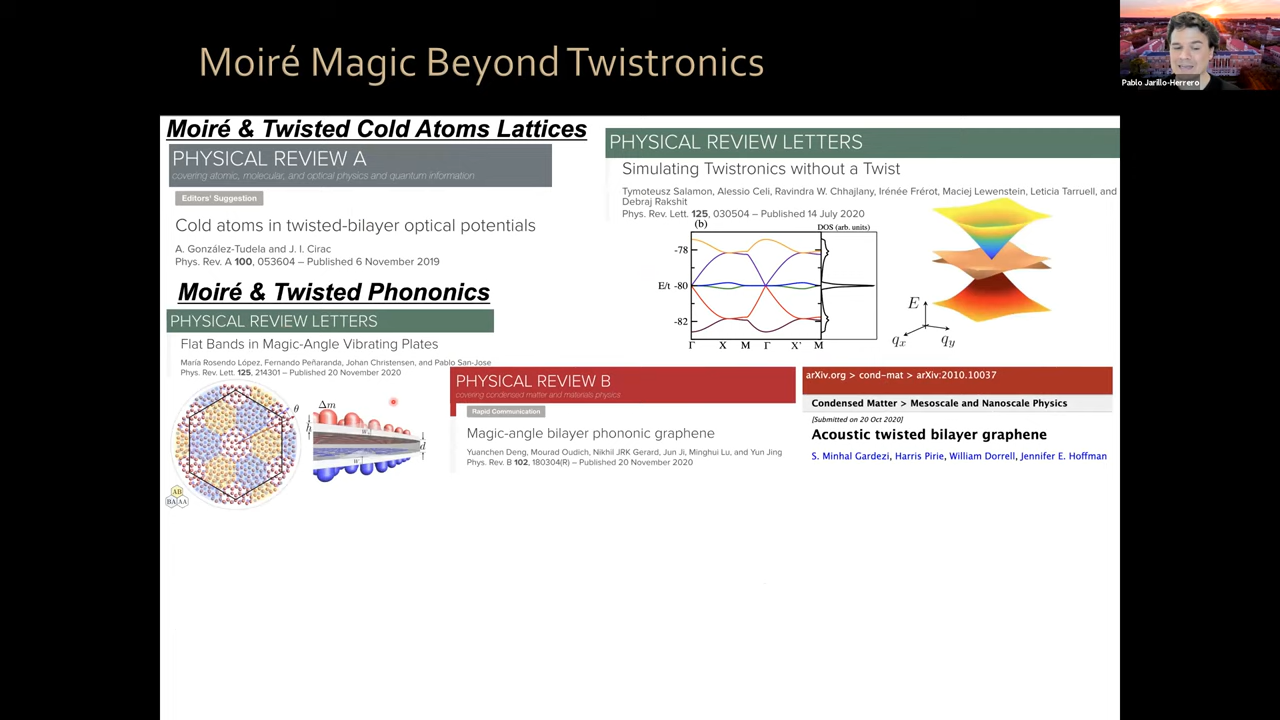 Moiré Magic Beyond Twistronics
Pablo Jarillo-Herrero
Moiré & Twisted Cold Atoms Lattices
PHYSICAL REVIEW A
covering atomic, molecular, and optical physics and quantum information
Editors' Suggestion
Cold atoms in twisted-bilayer optical potentials
A. González-Tudela and J. I. Cirac
Phys. Rev. A 100, 053604 – Published 6 November 2019
PHYSICAL REVIEW LETTERS
Simulating Twistronics without a Twist
Tymoteusz Salamon, Alessio Celi, Ravindra W. Chhajlany, Irénée Frérot, Maciej Lewenstein, Leticia Tarruell, and
Debraj Rakshit
Phys. Rev. Lett. 125, 030504 – Published 14 July 2020
(b)
DOS (arb. units)
-78
E/t -80
-82
Γ X M Γ X' M
E
qx qy
Moiré & Twisted Phononics
PHYSICAL REVIEW LETTERS
Flat Bands in Magic-Angle Vibrating Plates
María Rosendo López, Fernando Peñaranda, Johan Christensen, and Pablo San-Jose
Phys. Rev. Lett. 125, 214301 – Published 20 November 2020
θ
Δm
h
d
AB
BA AA
PHYSICAL REVIEW B
covering condensed matter and materials physics
Rapid Communication
Magic-angle bilayer phononic graphene
Yuanchen Deng, Mourad Oudich, Nikhil JRK Gerard, Jun Ji, Minghui Lu, and Yun Jing
Phys. Rev. B 102, 180304(R) – Published 20 November 2020
arXiv.org > cond-mat > arXiv:2010.10037
Condensed Matter > Mesoscale and Nanoscale Physics
[Submitted on 20 Oct 2020]
Acoustic twisted bilayer graphene
S. Minhal Gardezi, Harris Pirie, William Dorrell, Jennifer E. Hoffman